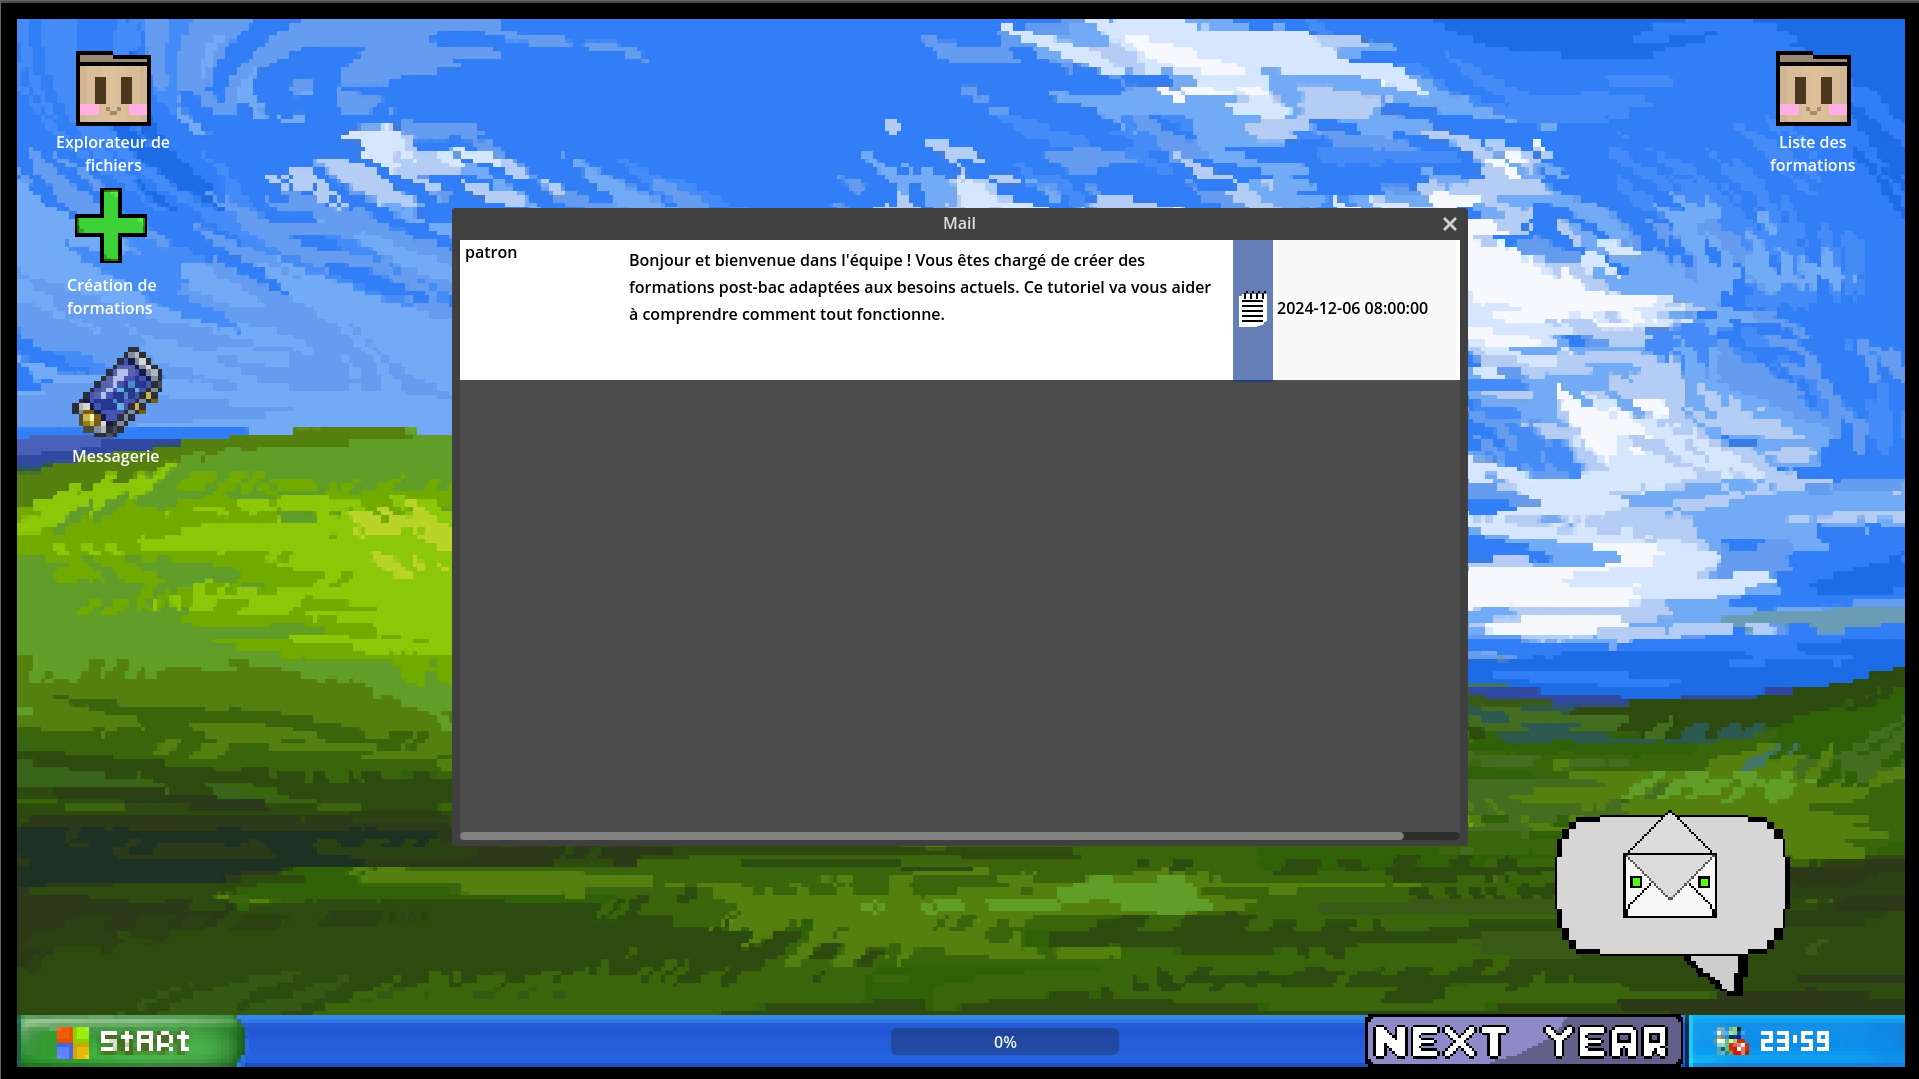 Explorateur de
fichiers
Liste des
formations
Création de
formations
Messagerie
Mail
patron
Bonjour et bienvenue dans l'équipe ! Vous êtes chargé de créer des
formations post-bac adaptées aux besoins actuels. Ce tutoriel va vous aider
à comprendre comment tout fonctionne.
2024-12-06 08:00:00
START
0%
NEXT YEAR
23:59